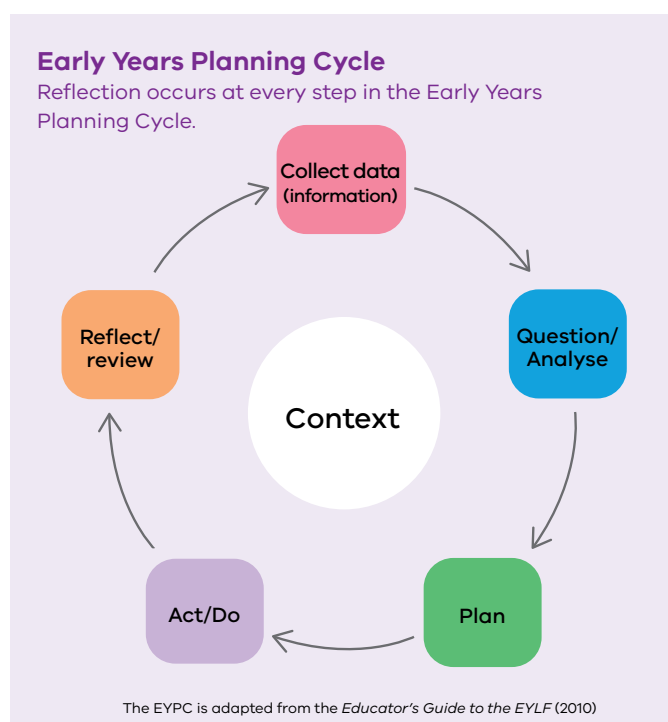 Early Years Planning Cycle
Reflection occurs at every step in the Early Years
Planning Cycle.
Collect data
(information)
Question/
Analyse
Plan
Act/Do
Reflect/
review
Context
The EYPC is adapted from the Educator's Guide to the EYLF (2010)